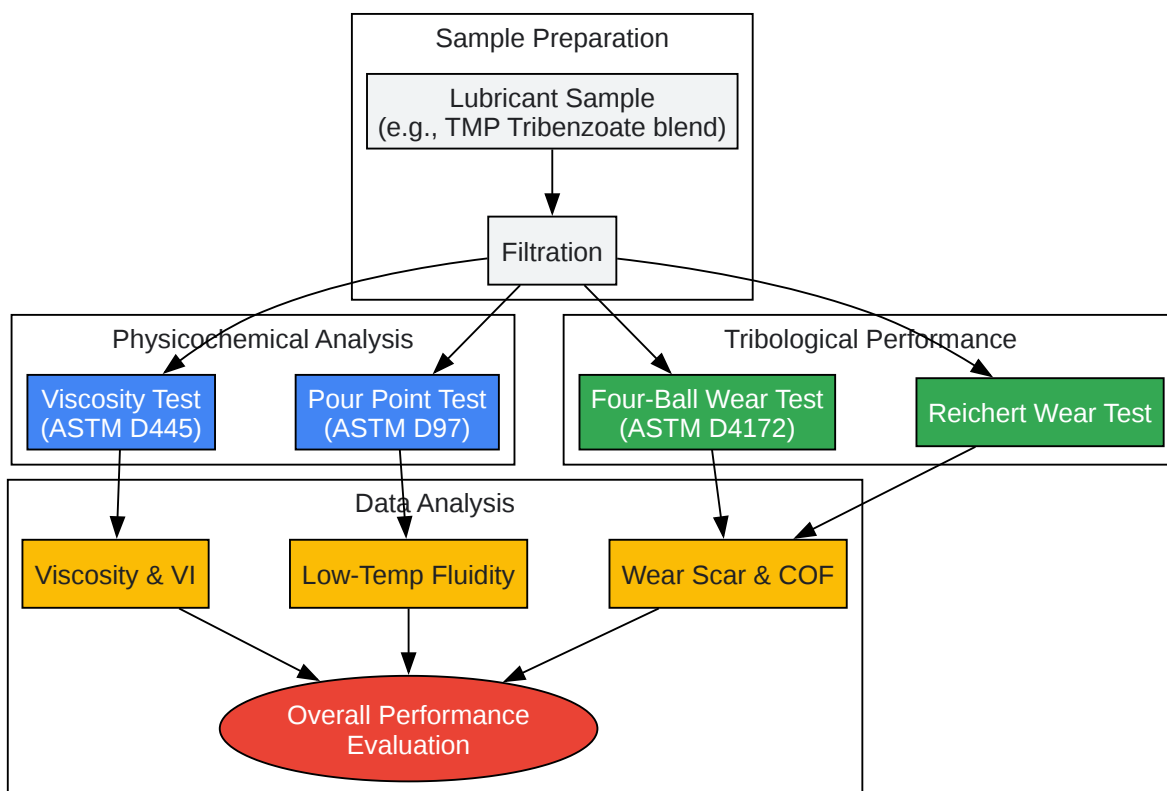 Sample Preparation
Lubricant Sample
(e.g., TMP Tribenzoate blend)
Filtration
Physicochemical Analysis
Tribological Performance
Viscosity Test
(ASTM D445)
Pour Point Test
(ASTM D97)
Four-Ball Wear Test
(ASTM D4172)
Reichert Wear Test
Data Analysis
Viscosity & VI
Low-Temp Fluidity
Wear Scar & COF
Overall Performance
Evaluation